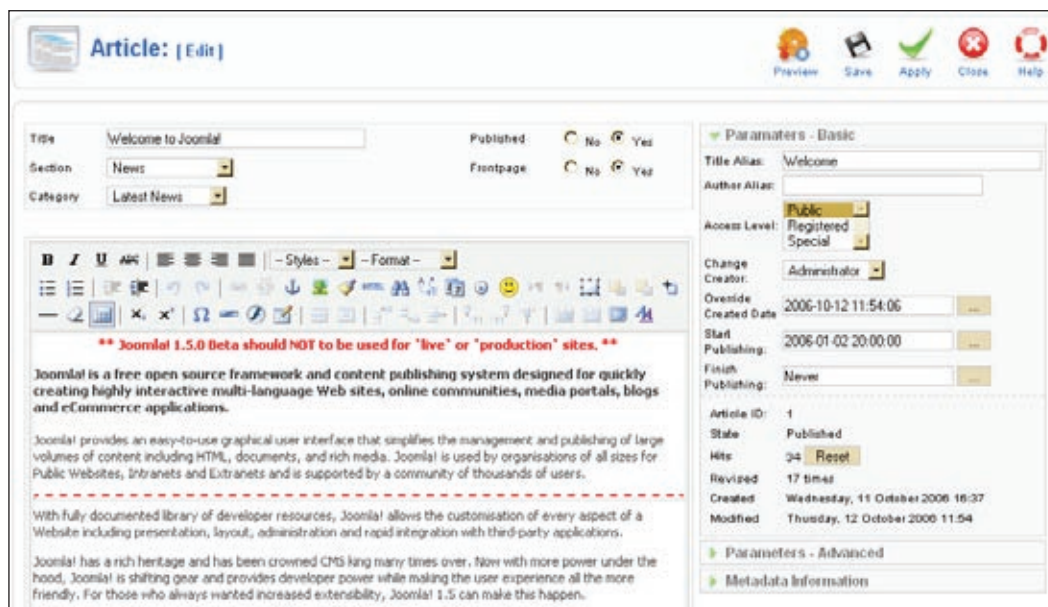 Article: [ Edit ]
Preview Save Apply Close Help
Title Welcome to Joomla! Published No Yes
Section News Frontpage No Yes
Category Latest News
Paramaters - Basic
Title Alias: Welcome
Author Alias:
Access Level: Public
Registered
Special
Change
Creator: Administrator
Override
Created Date 2006-10-12 11:54:06 ...
Start
Publishing: 2006-01-02 20:00:00 ...
Finish
Publishing: Never ...
Article ID: 1
State Published
Hits 34 Reset
Revised 17 times
Created Wednesday, 11 October 2006 16:37
Modified Thursday, 12 October 2006 11:54
Parameters - Advanced
Metadata Information
B I U ABC -- Styles -- -- Format --
HTML
** Joomla! 1.5.0 Beta should NOT to be used for `live` or `production` sites. **
Joomla! is a free open source framework and content publishing system designed for quickly
creating highly interactive multi-language Web sites, online communities, media portals, blogs
and eCommerce applications.
Joomla! provides an easy-to-use graphical user interface that simplifies the management and publishing of large
volumes of content including HTML, documents, and rich media. Joomla! is used by organisations of all sizes for
Public Websites, Intranets and Extranets and is supported by a community of thousands of users.
With fully documented library of developer resources, Joomla! allows the customisation of every aspect of a
Website including presentation, layout, administration and rapid integration with third-party applications.
Joomla! has a rich heritage and has been crowned CMS king many times over. Now with more power under the
hood, Joomla! is shifting gear and provides developer power while making the user experience all the more
friendly. For those who always wanted increased extensibility, Joomla! 1.5 can make this happen.